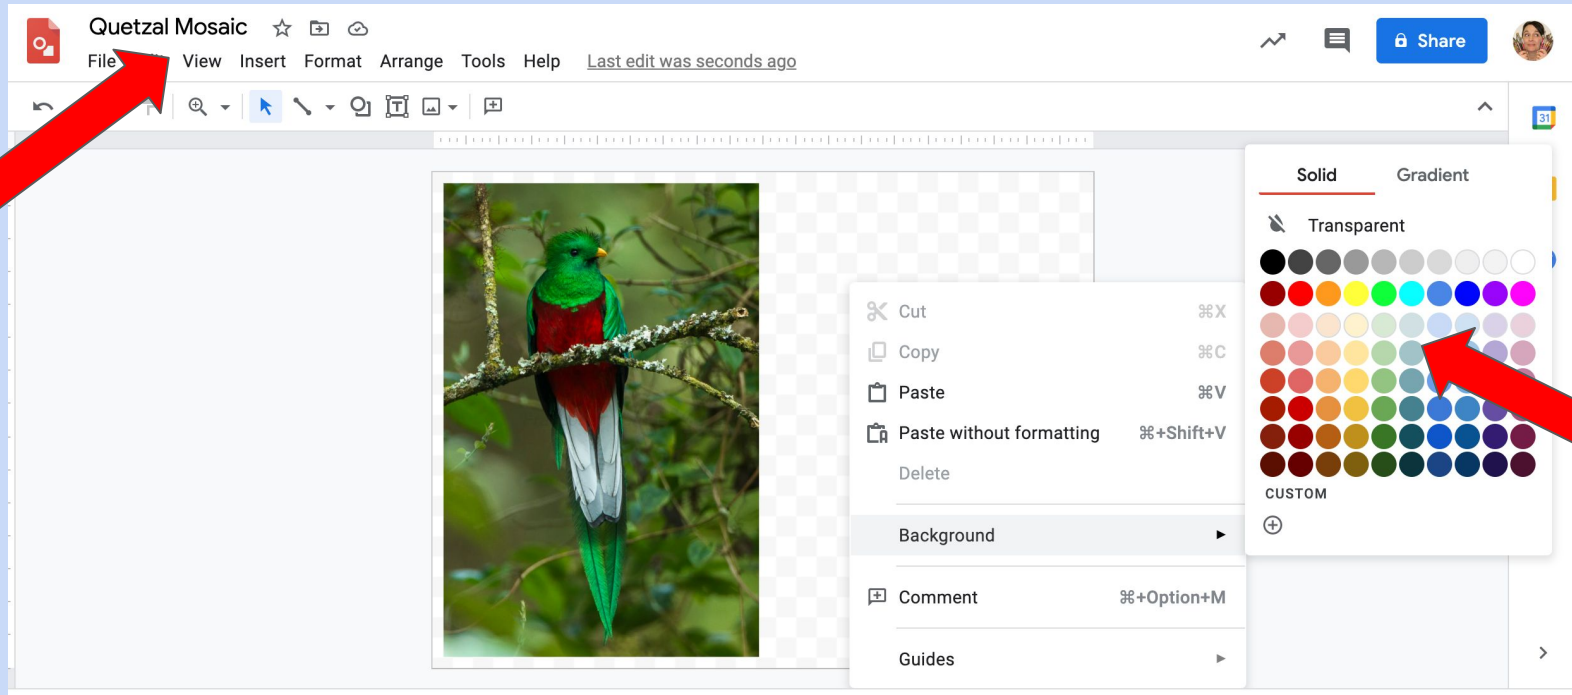 Quetzal Mosaic
File View Insert Format Arrange Tools Help Last edit was seconds ago
Share
31
Solid Gradient
Transparent
CUSTOM
Cut ⌘X
Copy ⌘C
Paste ⌘V
Paste without formatting ⌘+Shift+V
Delete
Background
Comment ⌘+Option+M
Guides